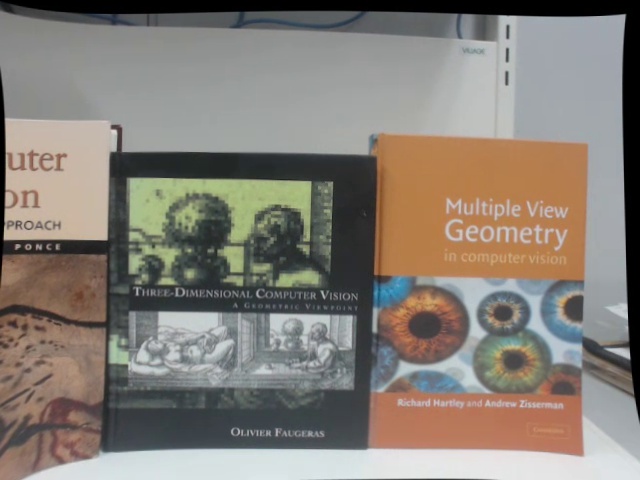 uter
on
PPROACH
PONCE
THREE-DIMENSIONAL COMPUTER VISION
A GEOMETRIC VIEWPOINT
OLIVIER FAUGERAS
Multiple View
Geometry
in computer vision
Richard Hartley and Andrew Zisserman